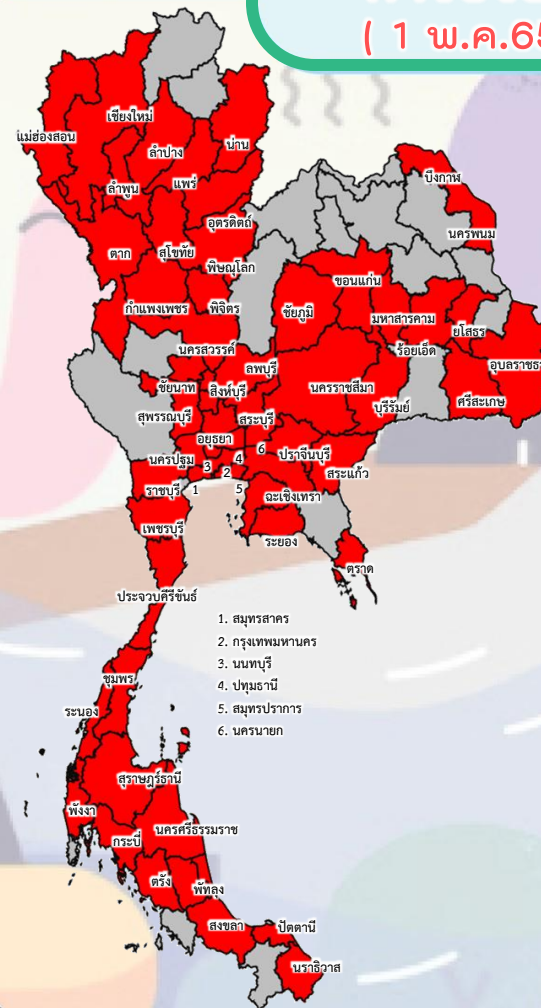 ( 1 พ.ค.65
เชียงใหม่
แม่ฮ่องสอน
ลำปาง
น่าน
ลำพูน
แพร่
บึงกาฬ
อุตรดิตถ์
นครพนม
ตาก
สุโขทัย
พิษณุโลก
ขอนแก่น
กำแพงเพชร
พิจิตร
ชัยภูมิ
มหาสารคาม
ยโสธร
นครสวรรค์
ร้อยเอ็ด
ลพบุรี
อุบลราชธา
ชัยนาท
สิงห์บุรี
นครราชสีมา
บุรีรัมย์
ศรีสะเกษ
สุพรรณบุรี
สระบุรี
อยุธยา
6
ปราจีนบุรี
นครปฐม
3
4
2
สระแก้ว
ราชบุรี
1
5
ฉะเชิงเทรา
เพชรบุรี
ระยอง
ตราด
ประจวบคีรีขันธ์
1. สมุทรสาคร
2. กรุงเทพมหานคร
3. นนทบุรี
4. ปทุมธานี
5. สมุทรปราการ
6. นครนายก
ชุมพร
ระนอง
สุราษฎร์ธานี
พังงา
นครศรีธรรมราช
กระบี่
ตรัง
พัทลุง
สงขลา
ปัตตานี
นราธิวาส